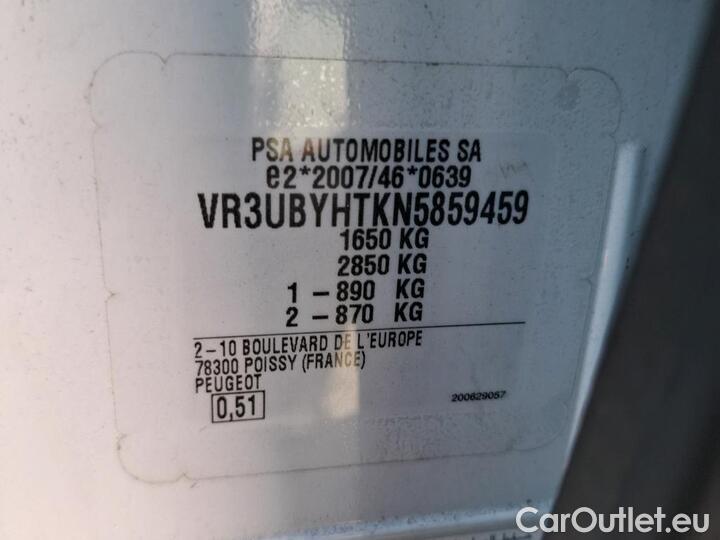 PSA AUTOMOBILES SA
e2*2007/46*0639
VR3UBYHTKN5859459
1650 KG
2850 KG
1 - 890 KG
2 - 870 KG
2-10 BOULEVARD DE L'EUROPE
78300 POISSY (FRANCE)
PEUGEOT
0,51
200629057
CarOutlet.eu